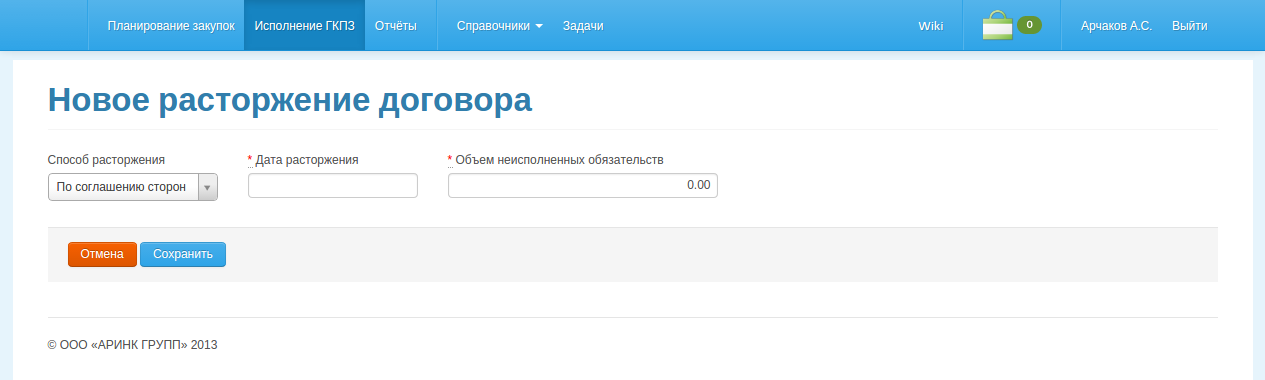 Планирование закупок Исполнение ГКПЗ Отчёты Справочники Задачи Wiki 0 Арчаков А.С. Выйти
Новое расторжение договора
Способ расторжения * Дата расторжения * Объем неисполненных обязательств
По соглашению сторон 0.00
Отмена Сохранить
© ООО «АРИНК ГРУПП» 2013